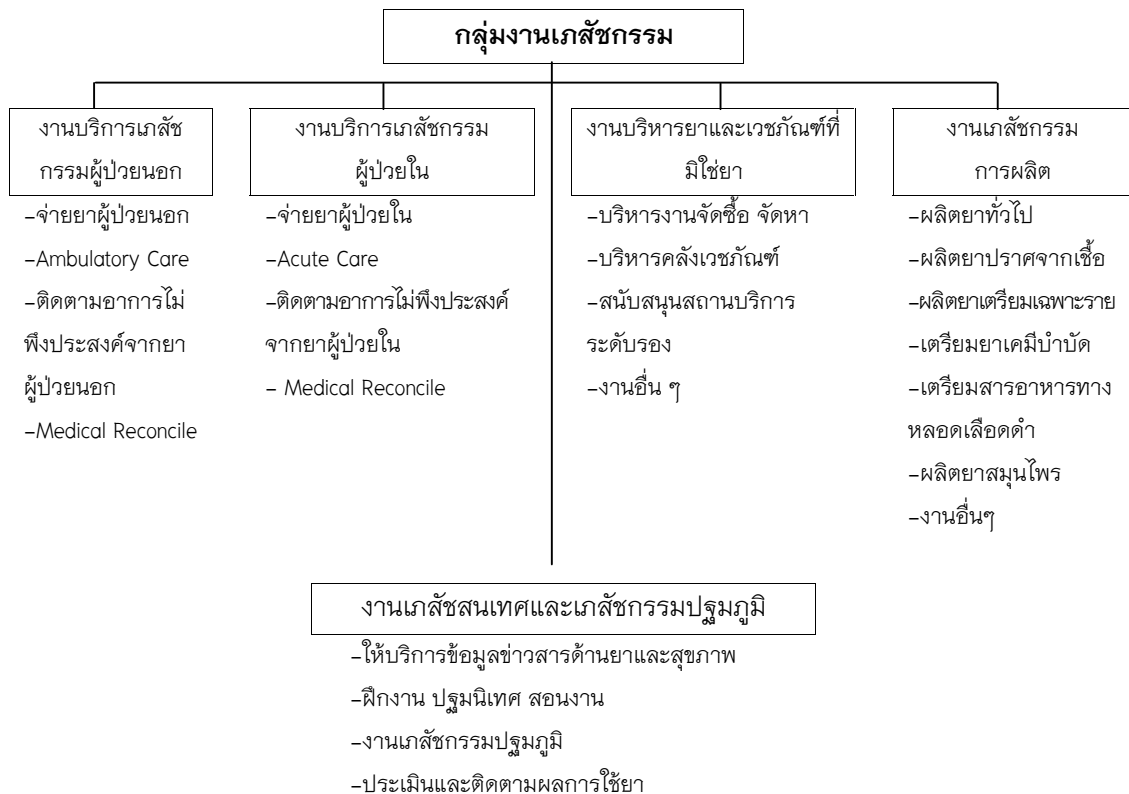 กลุ่มงานเภสัชกรรม
งานบริการเภสัช
กรรมผู้ป่วยนอก
-จ่ายยาผู้ป่วยนอก
-Ambulatory Care
-ติดตามอาการไม่
พึงประสงค์จากยา
ผู้ป่วยนอก
-Medical Reconcile
งานบริการเภสัชกรรม
ผู้ป่วยใน
-จ่ายยาผู้ป่วยใน
-Acute Care
-ติดตามอาการไม่พึงประสงค์
จากยาผู้ป่วยใน
- Medical Reconcile
งานบริหารยาและเวชภัณฑ์ที่
มิใช่ยา
-บริหารงานจัดซื้อ จัดหา
-บริหารคลังเวชภัณฑ์
-สนับสนุนสถานบริการ
ระดับรอง
-งานอื่น ๆ
งานเภสัชกรรม
การผลิต
-ผลิตยาทั่วไป
-ผลิตยาปราศจากเชื้อ
-ผลิตยาเตรียมเฉพาะราย
-เตรียมยาเคมีบำบัด
-เตรียมสารอาหารทาง
หลอดเลือดดำ
-ผลิตยาสมุนไพร
-งานอื่นๆ
งานเภสัชสนเทศและเภสัชกรรมปฐมภูมิ
-ให้บริการข้อมูลข่าวสารด้านยาและสุขภาพ
-ฝึกงาน ปฐมนิเทศ สอนงาน
-งานเภสัชกรรมปฐมภูมิ
-ประเมินและติดตามผลการใช้ยา